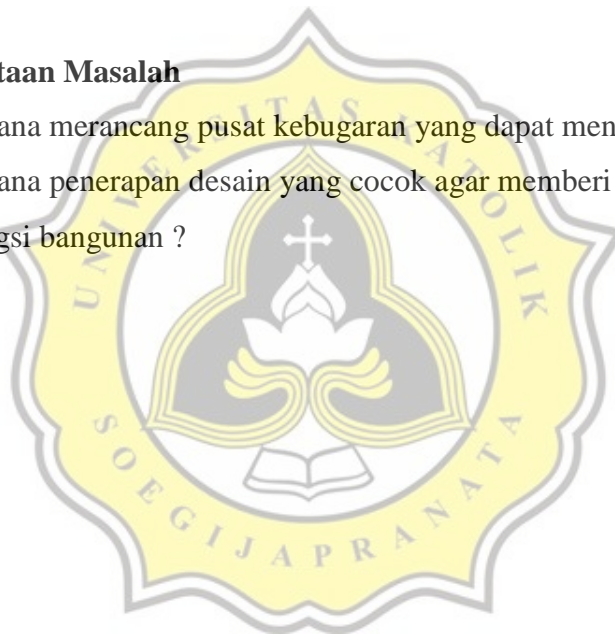 taan Masalah
ana merancang pusat kebugaran yang dapat men
ana penerapan desain yang cocok agar memberi
gsi bangunan ?
UNIVERSITAS KATOLIK
SOEGIJAPRANATA